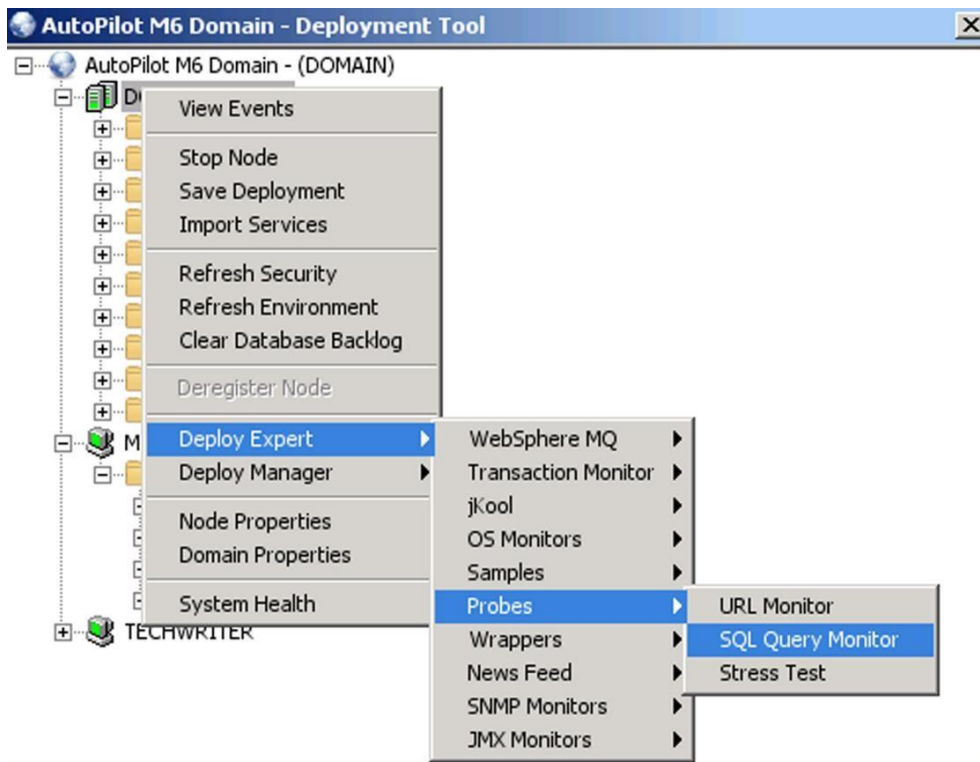 AutoPilot M6 Domain - Deployment Tool
AutoPilot M6 Domain - (DOMAIN)
View Events
Stop Node
Save Deployment
Import Services
Refresh Security
Refresh Environment
Clear Database Backlog
Deregister Node
Deploy Expert
Deploy Manager
Node Properties
Domain Properties
System Health
TECHWRITER
WebSphere MQ
Transaction Monitor
jKool
OS Monitors
Samples
Probes
Wrappers
News Feed
SNMP Monitors
JMX Monitors
URL Monitor
SQL Query Monitor
Stress Test